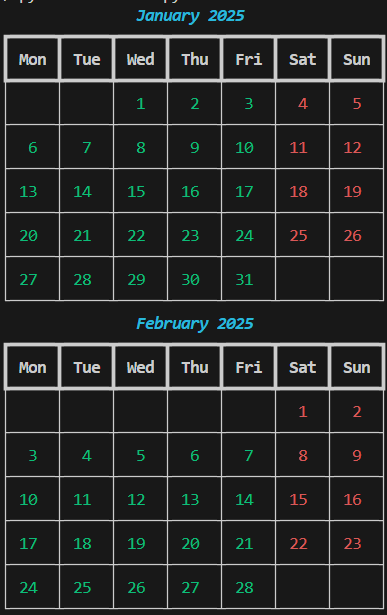 January 2025
Mon Tue Wed Thu Fri Sat Sun
1 2 3 4 5
6 7 8 9 10 11 12
13 14 15 16 17 18 19
20 21 22 23 24 25 26
27 28 29 30 31
February 2025
Mon Tue Wed Thu Fri Sat Sun
1 2
3 4 5 6 7 8 9
10 11 12 13 14 15 16
17 18 19 20 21 22 23
24 25 26 27 28